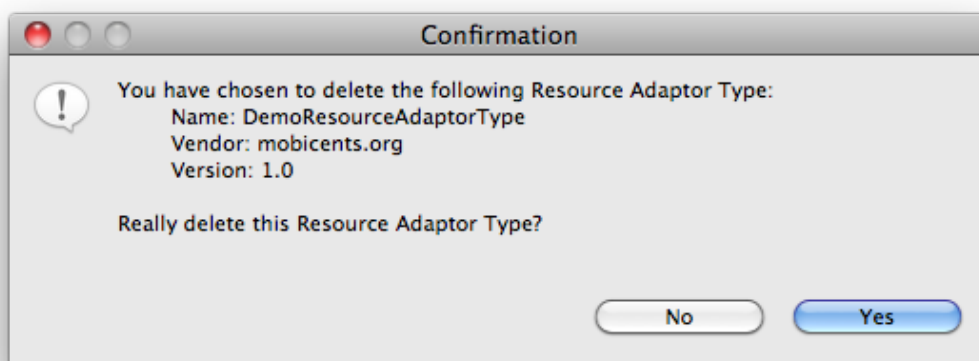 Confirmation
You have chosen to delete the following Resource Adaptor Type:
Name: DemoResourceAdaptorType
Vendor: mobicents.org
Version: 1.0
Really delete this Resource Adaptor Type?
No Yes